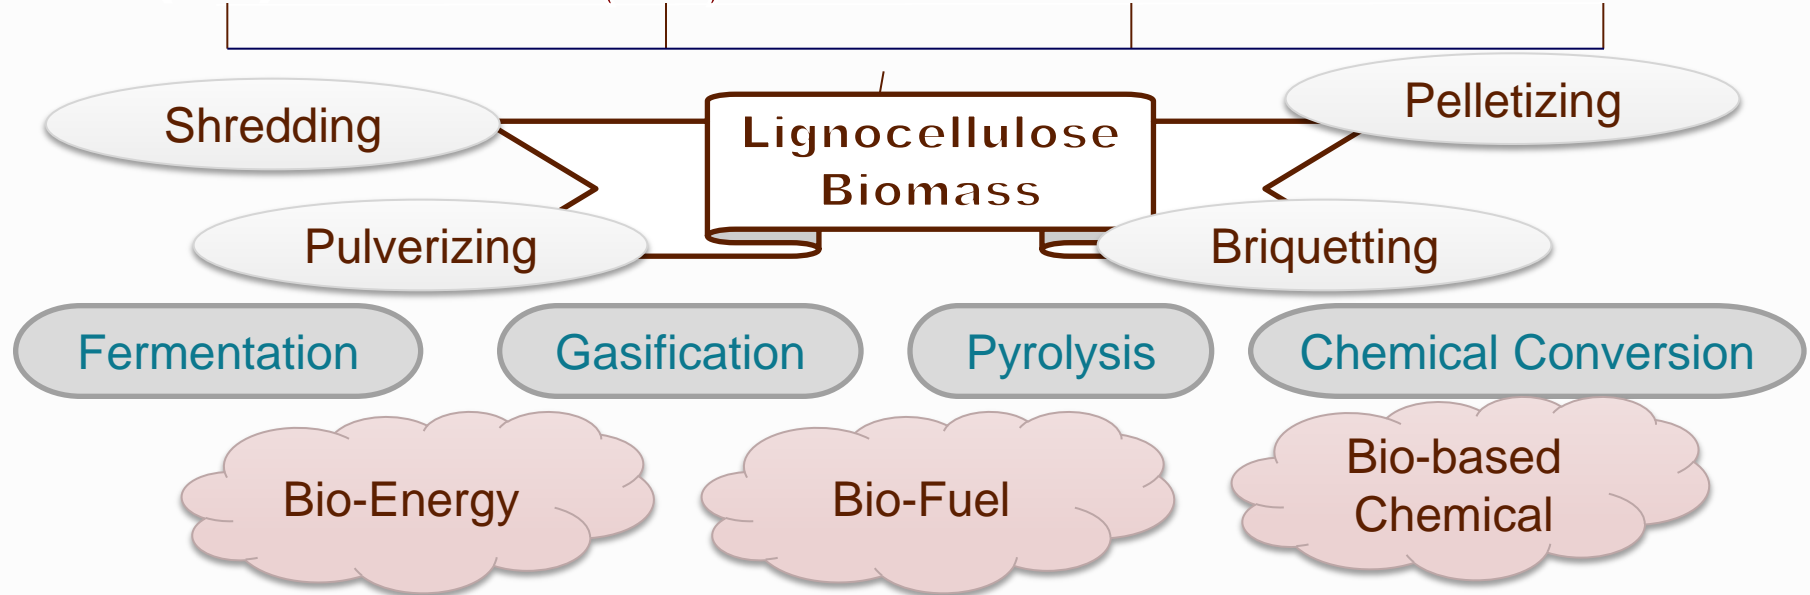 Shredding
Pelletizing
Lignocellulose
Biomass
Pulverizing
Briquetting
Fermentation
Gasification
Pyrolysis
Chemical Conversion
Bio-Energy
Bio-Fuel
Bio-based
Chemical